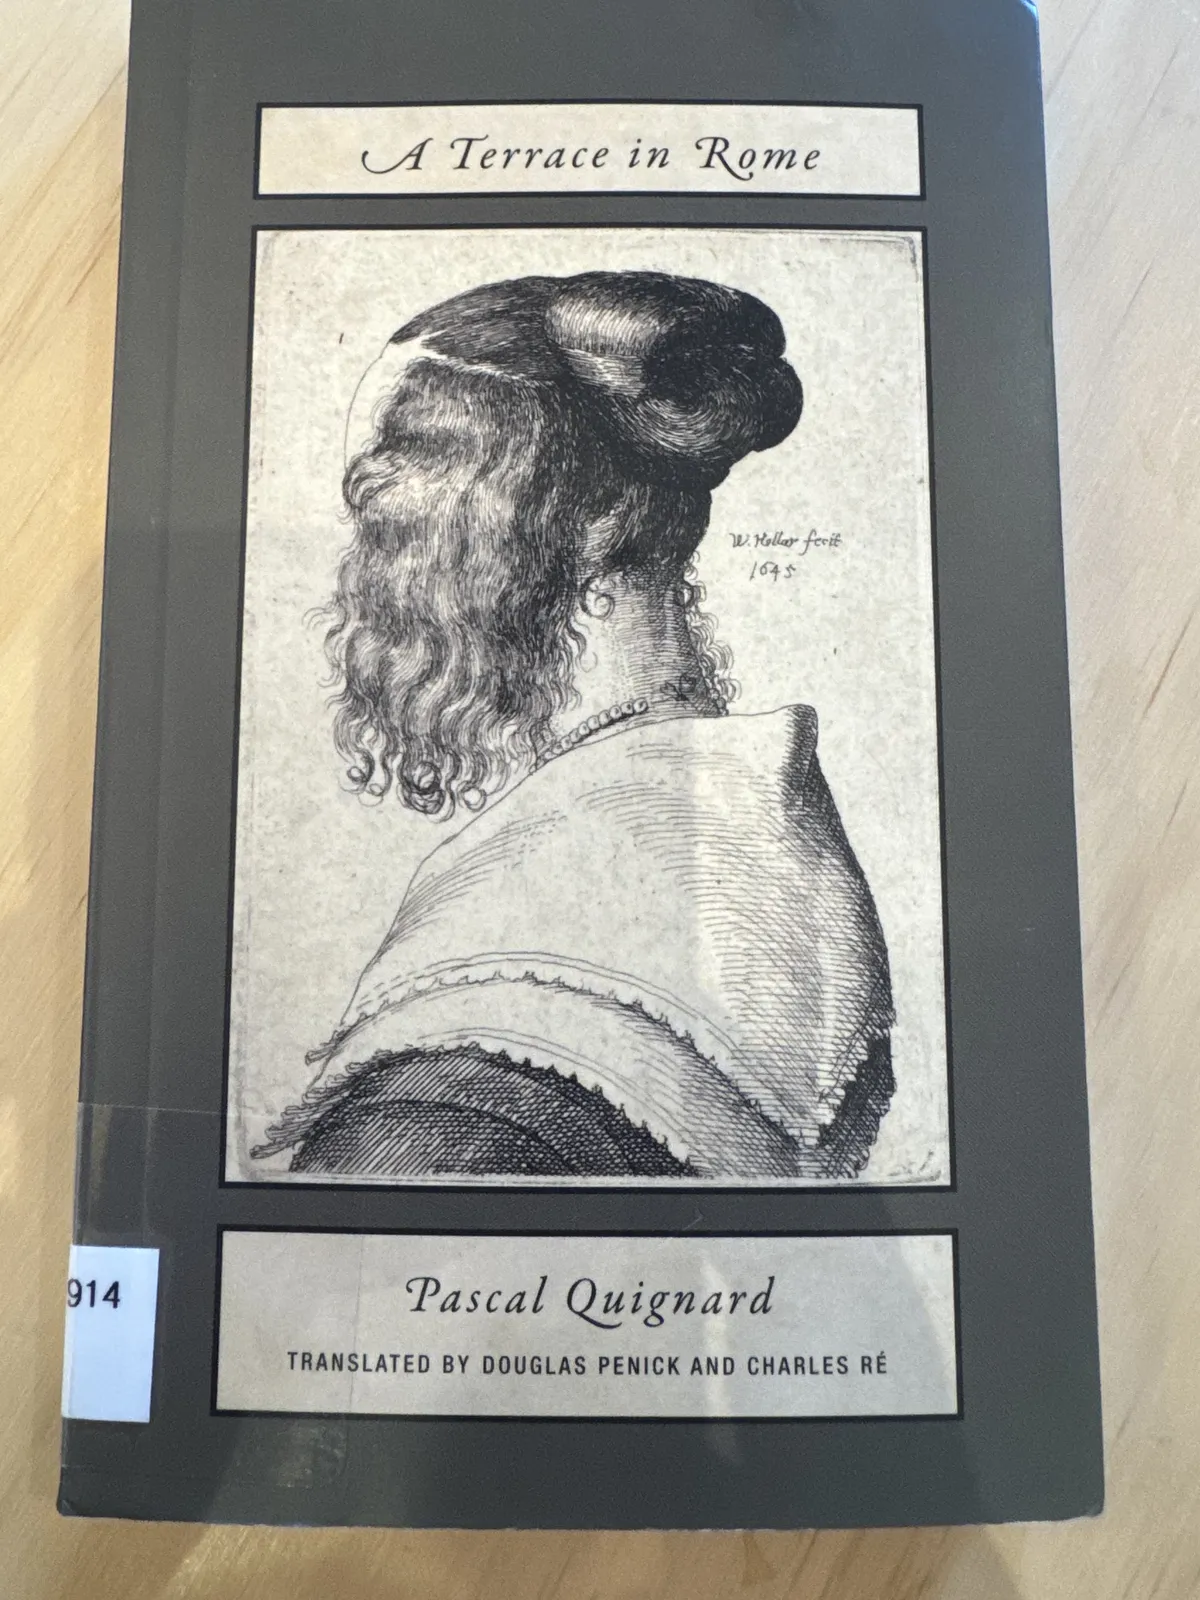 A Terrace in Rome
W. Hollar fecit
1645
Pascal Quignard
TRANSLATED BY DOUGLAS PENICK AND CHARLES RÉ
914